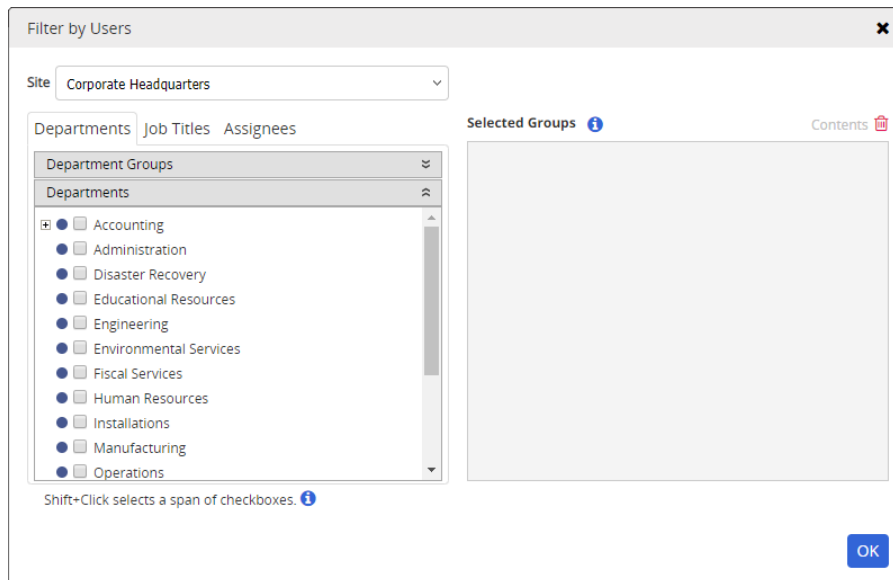 Filter by Users
Site Corporate Headquarters
Departments Job Titles Assignees
Selected Groups Contents
Department Groups
Departments
Accounting
Administration
Disaster Recovery
Educational Resources
Engineering
Environmental Services
Fiscal Services
Human Resources
Installations
Manufacturing
Operations
Shift+Click selects a span of checkboxes.
OK